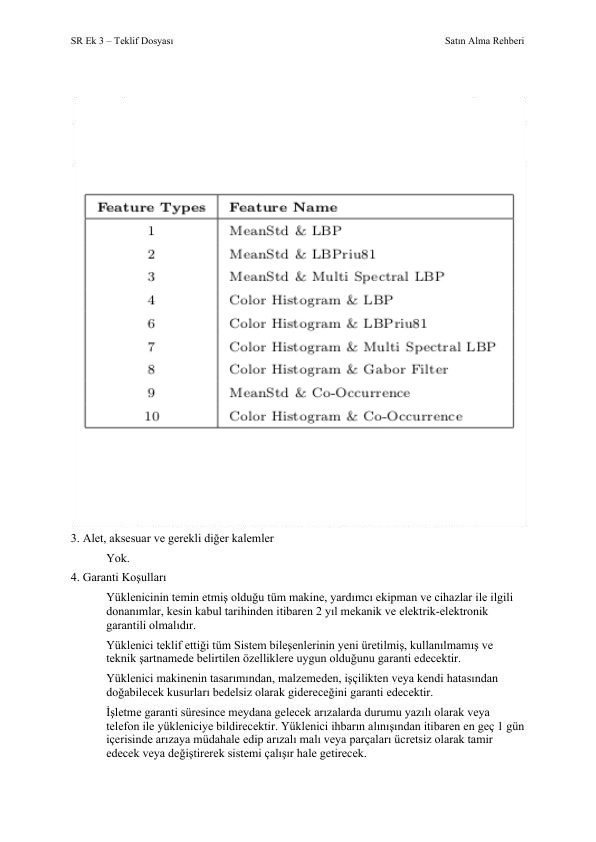 SR Ek 3 – Teklif Dosyası Satın Alma Rehberi
Feature Types Feature Name
1 MeanStd & LBP
2 MeanStd & LBPriu81
3 MeanStd & Multi Spectral LBP
4 Color Histogram & LBP
6 Color Histogram & LBPriu81
7 Color Histogram & Multi Spectral LBP
8 Color Histogram & Gabor Filter
9 MeanStd & Co-Occurrence
10 Color Histogram & Co-Occurrence
3. Alet, aksesuar ve gerekli diğer kalemler
Yok.
4. Garanti Koşulları
Yüklenicinin temin etmiş olduğu tüm makine, yardımcı ekipman ve cihazlar ile ilgili
donanımlar, kesin kabul tarihinden itibaren 2 yıl mekanik ve elektrik-elektronik
garantili olmalıdır.
Yüklenici teklif ettiği tüm Sistem bileşenlerinin yeni üretilmiş, kullanılmamış ve
teknik şartnamede belirtilen özelliklere uygun olduğunu garanti edecektir.
Yüklenici makinenin tasarımından, malzemeden, işçilikten veya kendi hatasından
doğabilecek kusurları bedelsiz olarak gidereceğini garanti edecektir.
İşletme garanti süresince meydana gelecek arızalarda durumu yazılı olarak veya
telefon ile yükleniciye bildirecektir. Yüklenici ihbarın alınışından itibaren en geç 1 gün
içerisinde arızaya müdahale edip arızalı malı veya parçaları ücretsiz olarak tamir
edecek veya değiştirerek sistemi çalışır hale getirecek.